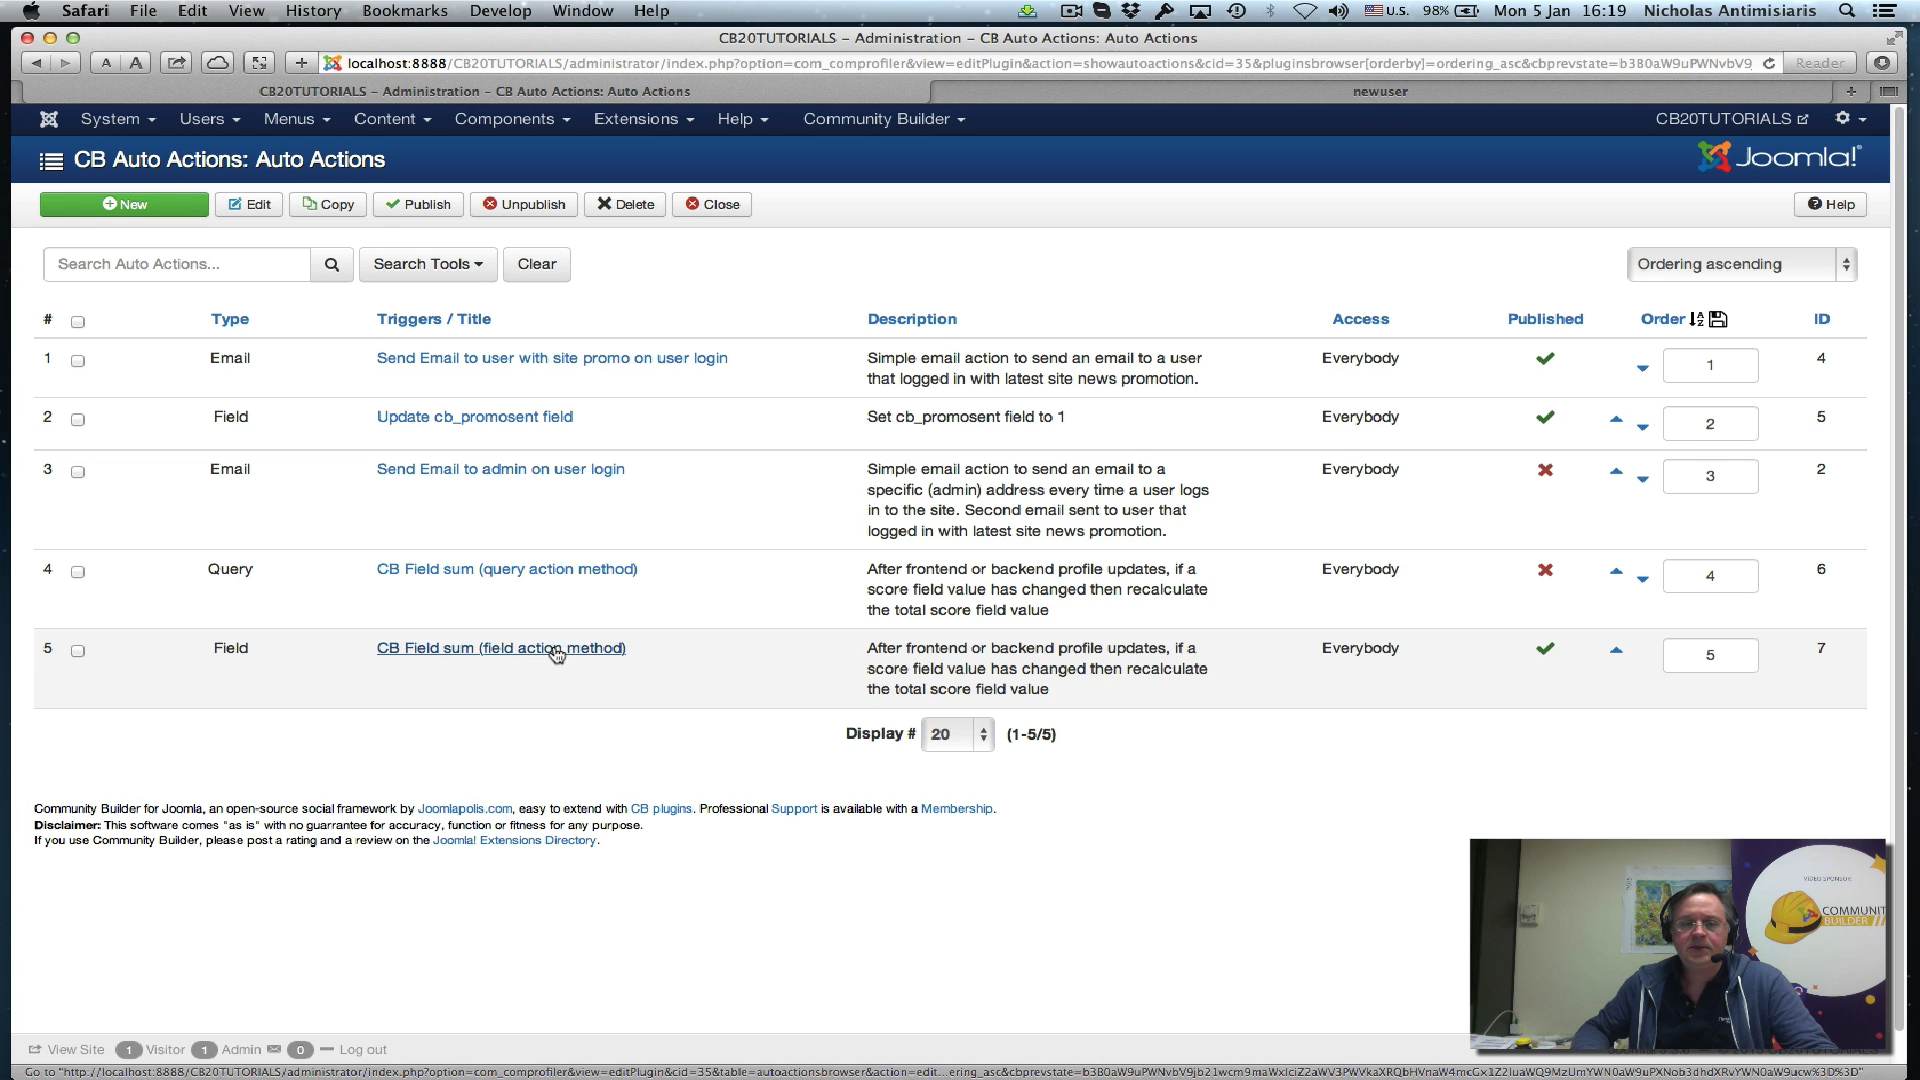 Safari File Edit View History Bookmarks Develop Window Help U.S. 98% Mon 5 Jan 16:19 Nicholas Antimisiaris
CB20TUTORIALS – Administration – CB Auto Actions: Auto Actions
A A + localhost:8888/CB20TUTORIALS/administrator/index.php?option=com_comprofiler&view=editPlugin&action=showautoactions&cid=35&pluginsbrowser[orderby]=ordering_asc&cbprevstate=b3B0aW9uPWNvbV9j Reader
CB20TUTORIALS – Administration – CB Auto Actions: Auto Actions newuser +
System Users Menus Content Components Extensions Help Community Builder CB20TUTORIALS
CB Auto Actions: Auto Actions Joomla!
New Edit Copy Publish Unpublish Delete Close Help
Search Auto Actions... Search Tools Clear Ordering ascending
# Type Triggers / Title Description Access Published Order ID
1 Email Send Email to user with site promo on user login Simple email action to send an email to a user Everybody 1 4
that logged in with latest site news promotion.
2 Field Update cb_promosent field Set cb_promosent field to 1 Everybody 2 5
3 Email Send Email to admin on user login Simple email action to send an email to a Everybody 3 2
specific (admin) address every time a user logs
in to the site. Second email sent to user that
logged in with latest site news promotion.
4 Query CB Field sum (query action method) After frontend or backend profile updates, if a Everybody 4 6
score field value has changed then recalculate
the total score field value
5 Field CB Field sum (field action method) After frontend or backend profile updates, if a Everybody 5 7
score field value has changed then recalculate
the total score field value
Display # 20 (1-5/5)
Community Builder for Joomla, an open-source social framework by Joomlapolis.com, easy to extend with CB plugins. Professional Support is available with a Membership.
Disclaimer: This software comes "as is" with no guarrantee for accuracy, function or fitness for any purpose.
If you use Community Builder, please post a rating and a review on the Joomla! Extensions Directory.
VIDEO SPONSOR
COMMUNIT
BUILDER
View Site 1 Visitor 1 Admin 0 Log out